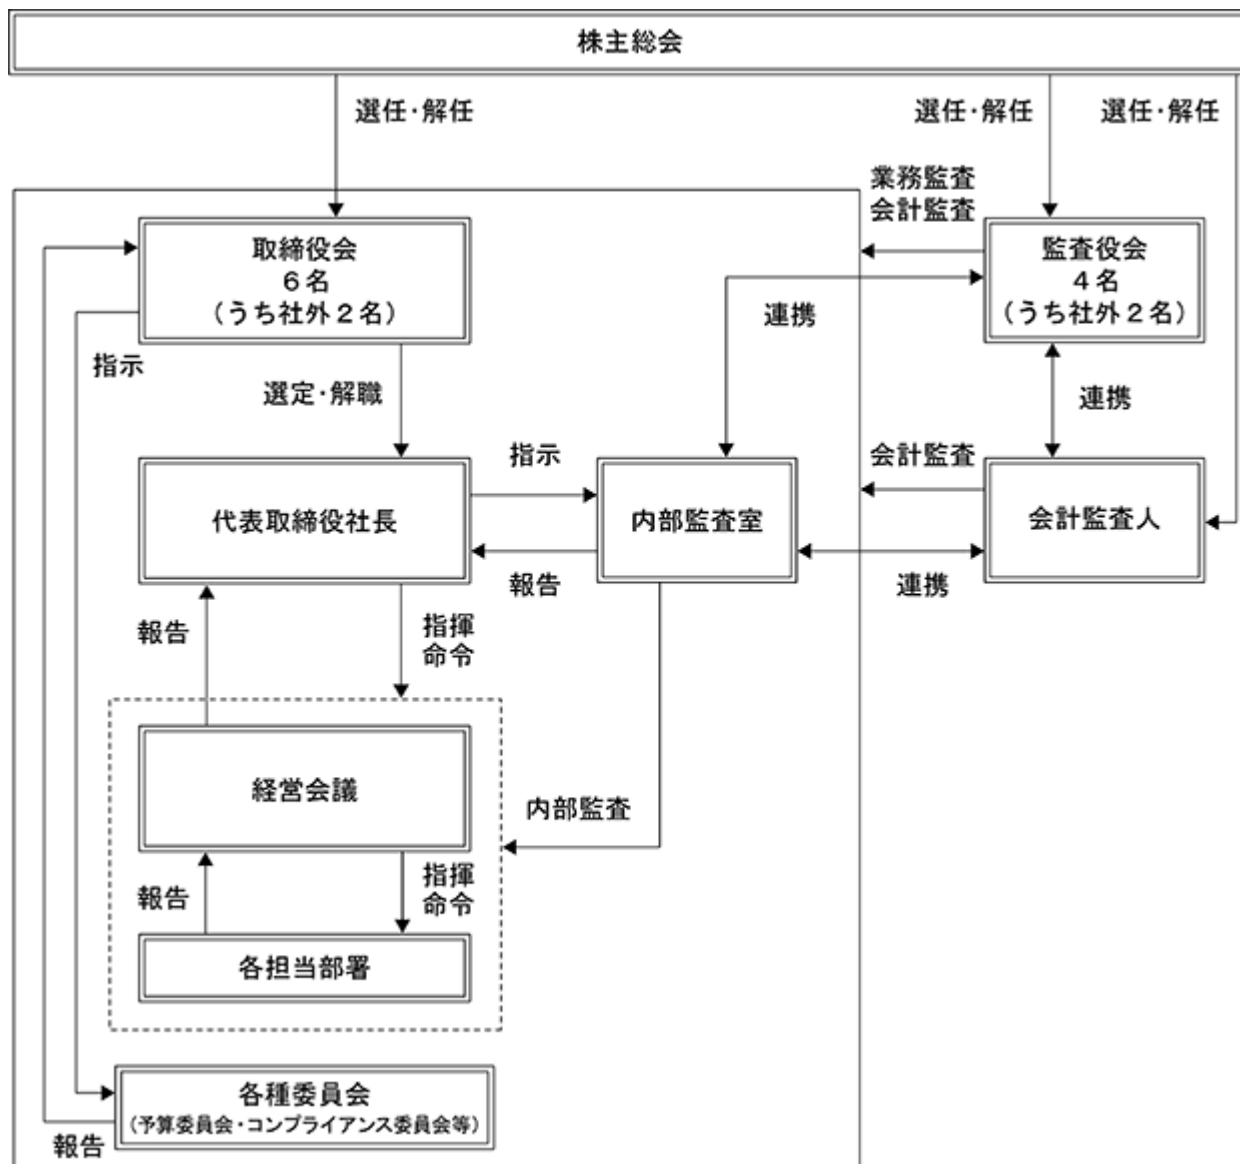 株主総会
選任・解任
選任・解任
選任・解任
業務監査
会計監査
取締役会
6名
(うち社外2名)
監査役会
4名
(うち社外2名)
連携
指示
選定・解職
連携
指示
会計監査
代表取締役社長
内部監査室
会計監査人
報告
連携
報告
指揮
命令
経営会議
内部監査
報告
指揮
命令
各担当部署
各種委員会
(予算委員会・コンプライアンス委員会等)
報告